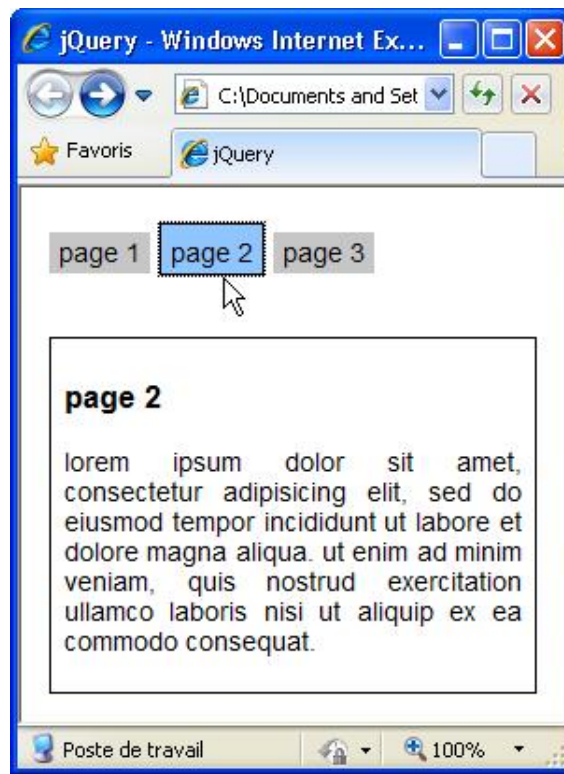 jQuery - Windows Internet Ex...
C:\Documents and Set
Favoris
jQuery
page 1 page 2 page 3
page 2
lorem ipsum dolor sit amet,
consectetur adipisicing elit, sed do
eiusmod tempor incididunt ut labore et
dolore magna aliqua. ut enim ad minim
veniam, quis nostrud exercitation
ullamco laboris nisi ut aliquip ex ea
commodo consequat.
Poste de travail
100%